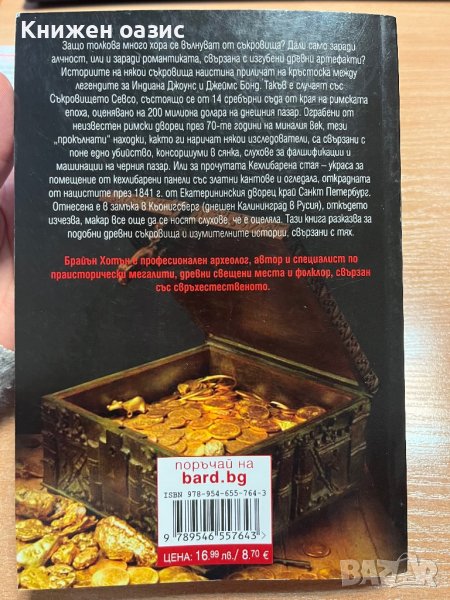 Книжен оазис
Защо толкова много хора се вълнуват от съкровища? Дали само заради
алчност, или и заради романтиката, свързана с изгубени древни артефакти?
Историите на някои съкровища наистина приличат на кръстоска между
легендите за Индиана Джоунс и Джеймс Бонд. Такъв е случаят със
Съкровището Севсо, състоящо се от 14 сребърни съда от края на римската
епоха, оценявано на 200 милиона долара на днешния пазар. Ограбени от
неизвестен римски дворец през 70-те години на миналия век, тези
„прокълнати" находки, както ги наричат някои изследователи, са свързани с
поне едно убийство, консорциуми в сянка, слухове за фалшификации и
машинации на черния пазар. Или за прочутата Кехлибарена стая – украса за
помещение от кехлибарени панели със златни кантове и огледала, открадната
от нацистите през 1841 г. от Екатерининския дворец край Санкт Петербург.
Отнесена е в замъка в Кьонигсберг (днешен Калининград в Русия), откъдето
изчезва, макар все още да се носят слухове, че е оцеляла. Тази книга разказва за
подобни древни съкровища и изумителните истории, свързани с тях.
Брайън Хотън е професионален археолог, автор и специалист по
праисторически мегалити, древни свещени места и фолклор, свързан
със свръхестественото.
поръчай на
bard.bg
ISBN 978-954-655-764-3
9 789546 557643
ЦЕНА: 16.99 лв./ 8.70 €
BAZAR
bazar.bg